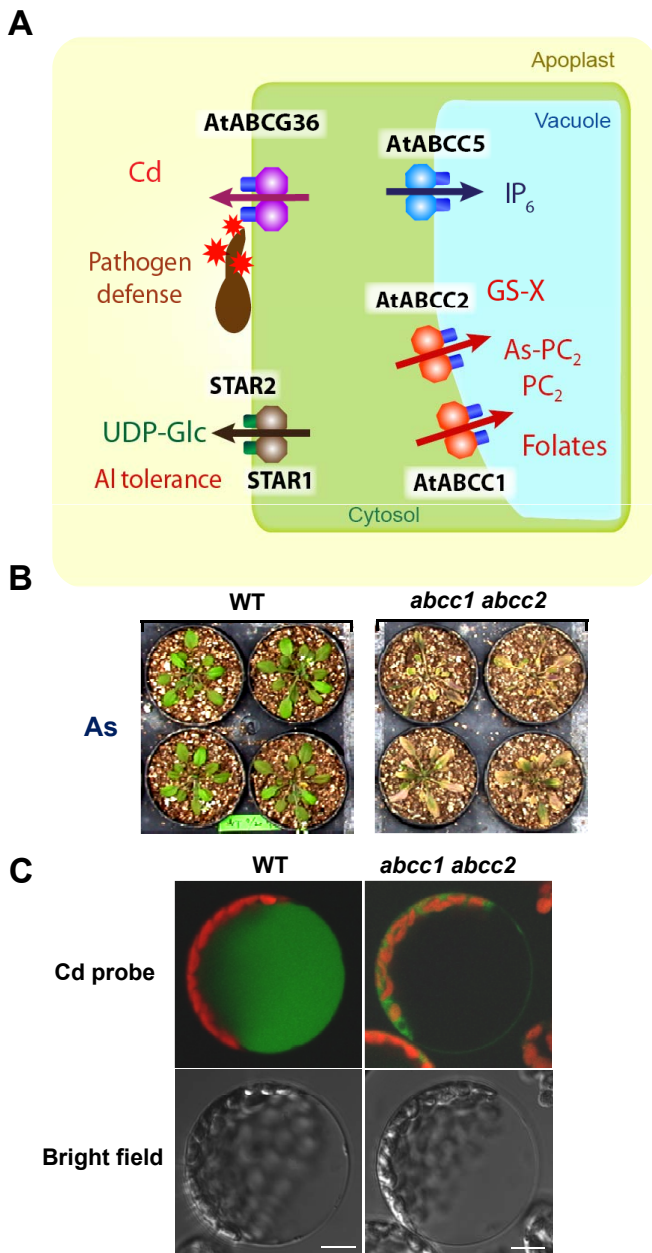 A
Apoplast
AtABCG36
Vacuole
AtABCC5
Cd
IP6
Pathogen
defense
AtABCC2
GS-X
As-PC2
PC2
STAR2
UDP-Glc
Folates
Al tolerance
STAR1
AtABCC1
Cytosol
B
WT
abcc1 abcc2
As
C
WT
abcc1 abcc2
Cd probe
Bright field